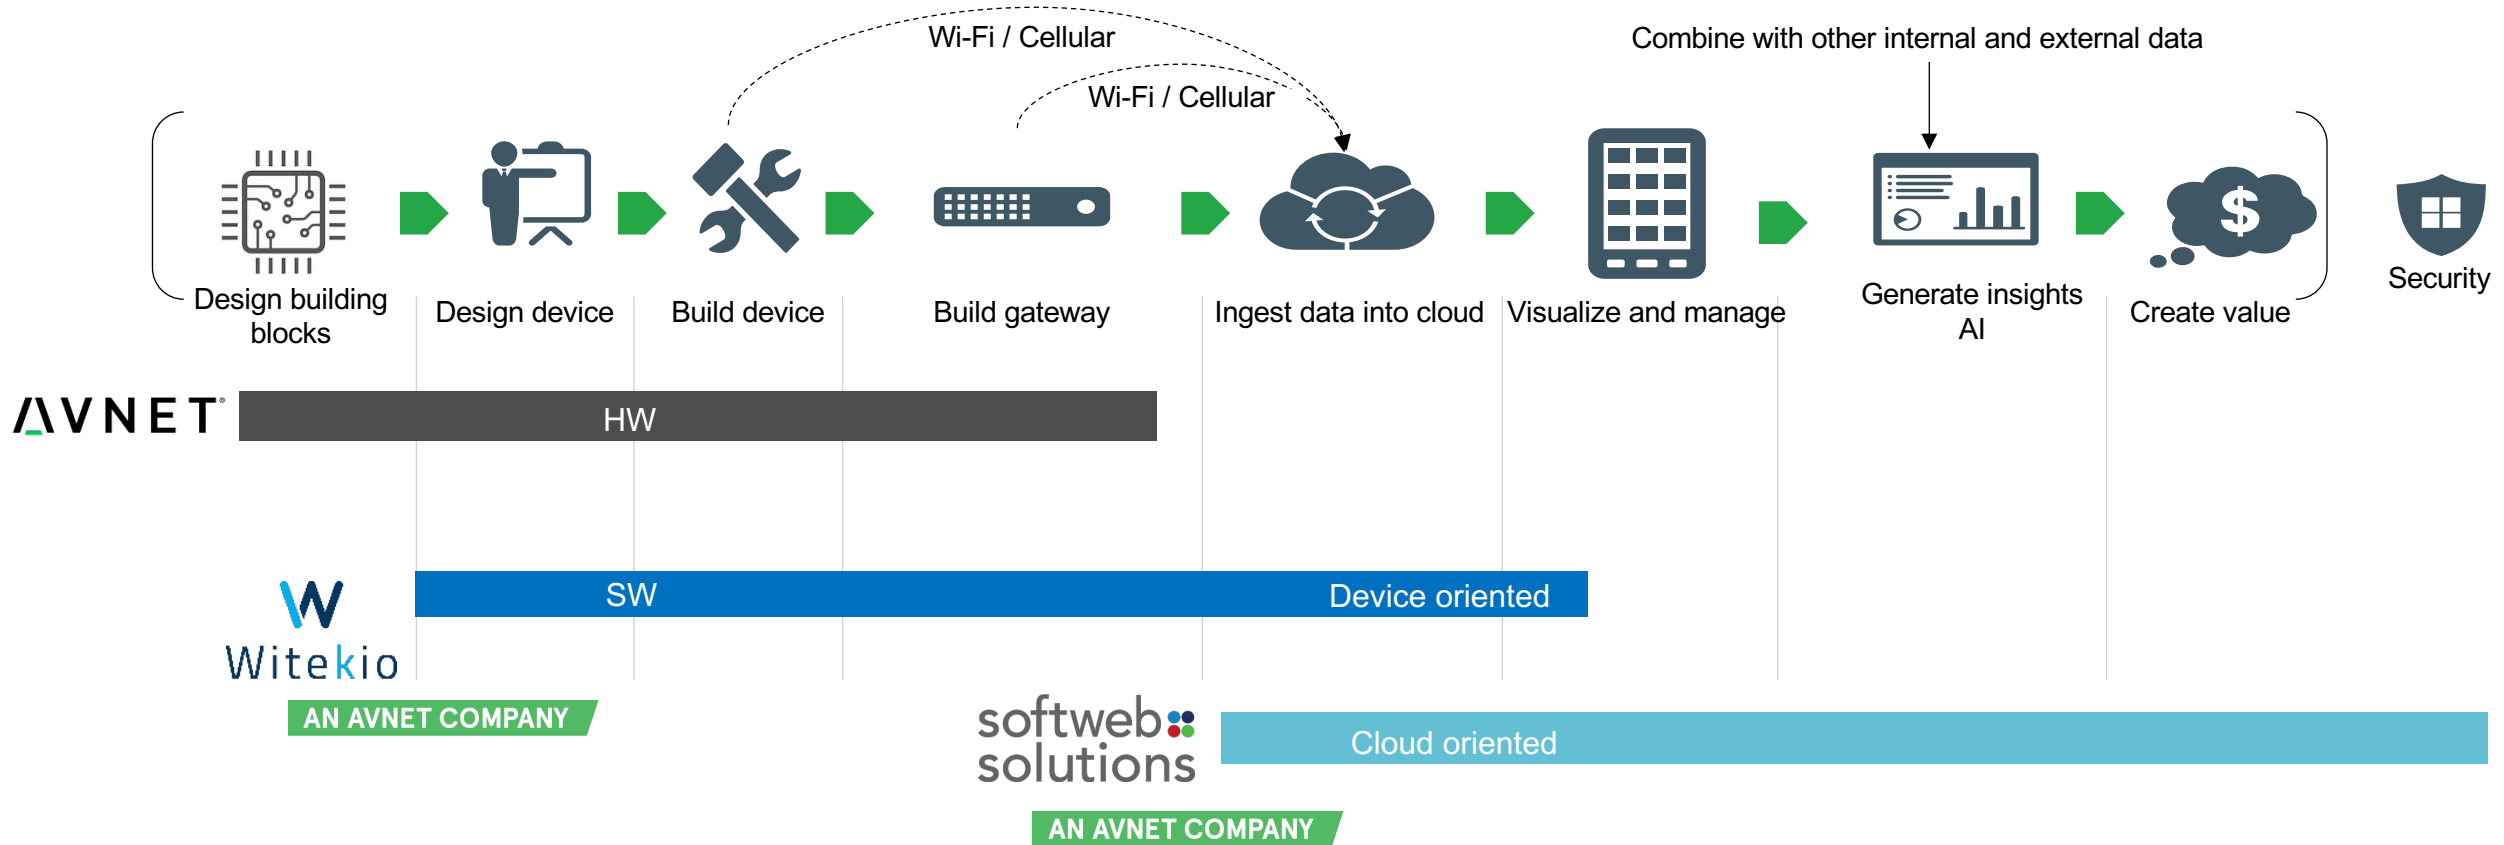 Wi-Fi / Cellular
Combine with other internal and external data
Wi-Fi / Cellular
Design building
blocks
Design device
Build device
Build gateway
Ingest data into cloud
Visualize and manage
Generate insights
AI
Create value
Security
AVNET®
HW
SW
Device oriented
Witekio
AN AVNET COMPANY
softweb
solutions
Cloud oriented
AN AVNET COMPANY